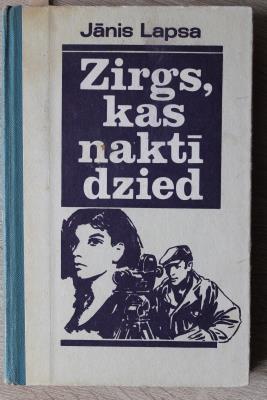 Jānis Lapsa
Zirgs,
kas
naktī
dzied